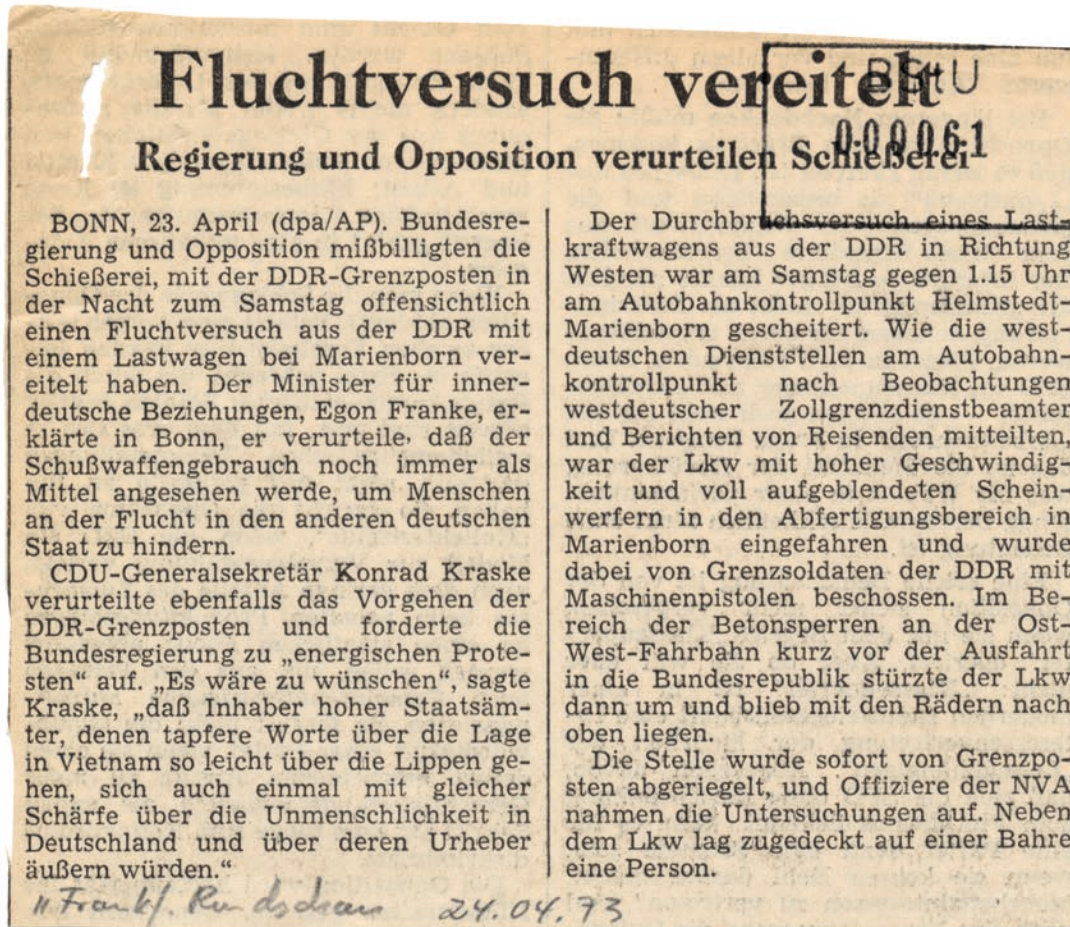 Fluchtversuch vereitelt
BStU
000061
Regierung und Opposition verurteilen Schießerei
BONN, 23. April (dpa/AP). Bundesre-
gierung und Opposition mißbilligten die
Schießerei, mit der DDR-Grenzposten in
der Nacht zum Samstag offensichtlich
einen Fluchtversuch aus der DDR mit
einem Lastwagen bei Marienborn ver-
eitelt haben. Der Minister für inner-
deutsche Beziehungen, Egon Franke, er-
klärte in Bonn, er verurteile, daß der
Schußwaffengebrauch noch immer als
Mittel angesehen werde, um Menschen
an der Flucht in den anderen deutschen
Staat zu hindern.
CDU-Generalsekretär Konrad Kraske
verurteilte ebenfalls das Vorgehen der
DDR-Grenzposten und forderte die
Bundesregierung zu „energischen Prote-
sten“ auf. „Es wäre zu wünschen“, sagte
Kraske, „daß Inhaber hoher Staatsäm-
ter, denen tapfere Worte über die Lage
in Vietnam so leicht über die Lippen ge-
hen, sich auch einmal mit gleicher
Schärfe über die Unmenschlichkeit in
Deutschland und über deren Urheber
äußern würden.“
Der Durchbruchsversuch eines Last-
kraftwagens aus der DDR in Richtung
Westen war am Samstag gegen 1.15 Uhr
am Autobahnkontrollpunkt Helmstedt-
Marienborn gescheitert. Wie die west-
deutschen Dienststellen am Autobahn-
kontrollpunkt nach Beobachtungen
westdeutscher Zollgrenzdienstbeamter
und Berichten von Reisenden mitteilten,
war der Lkw mit hoher Geschwindig-
keit und voll aufgeblendeten Schein-
werfern in den Abfertigungsbereich in
Marienborn eingefahren und wurde
dabei von Grenzsoldaten der DDR mit
Maschinenpistolen beschossen. Im Be-
reich der Betonsperren an der Ost-
West-Fahrbahn kurz vor der Ausfahrt
in die Bundesrepublik stürzte der Lkw
dann um und blieb mit den Rädern nach
oben liegen.
Die Stelle wurde sofort von Grenzpo-
sten abgeriegelt, und Offiziere der NVA
nahmen die Untersuchungen auf. Neben
dem Lkw lag zugedeckt auf einer Bahre
eine Person.
"Frankf. Rundschau 24.04.73